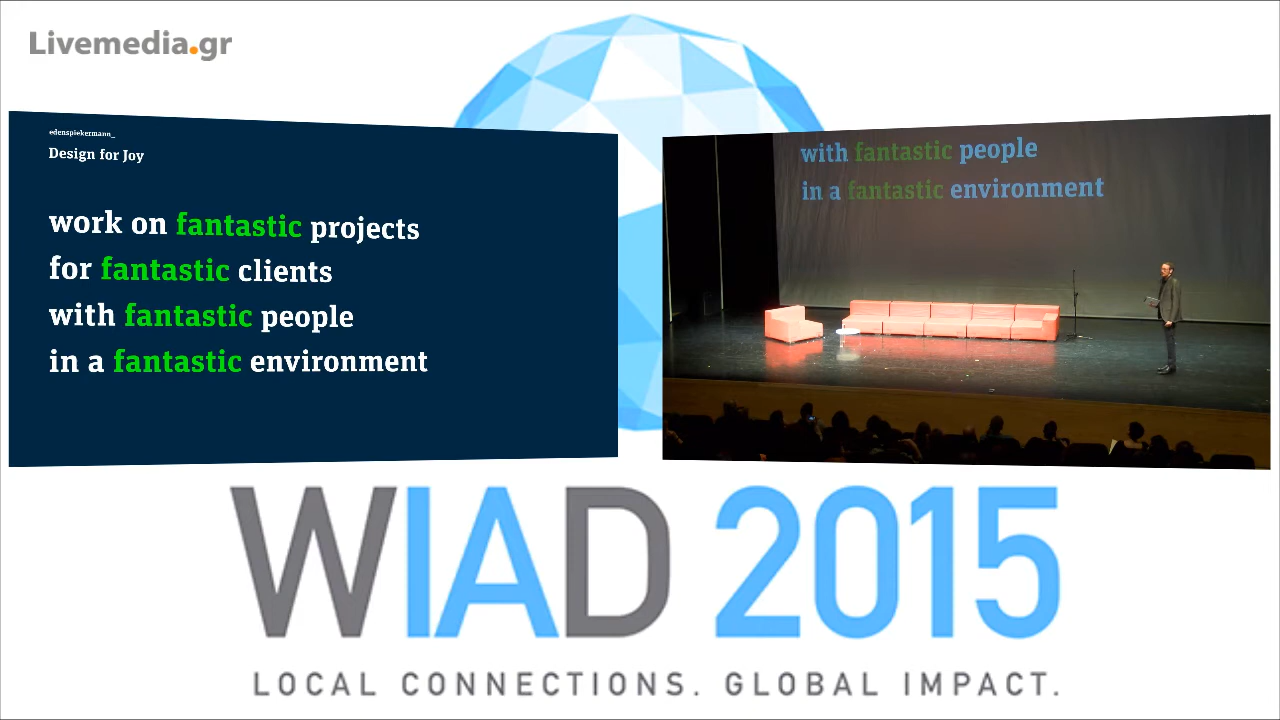 Livemedia.gr
edenspiekermann_
Design for Joy
work on fantastic projects
for fantastic clients
with fantastic people
in a fantastic environment
with fantastic people
in a fantastic environment
WIAD 2015
LOCAL CONNECTIONS. GLOBAL IMPACT.